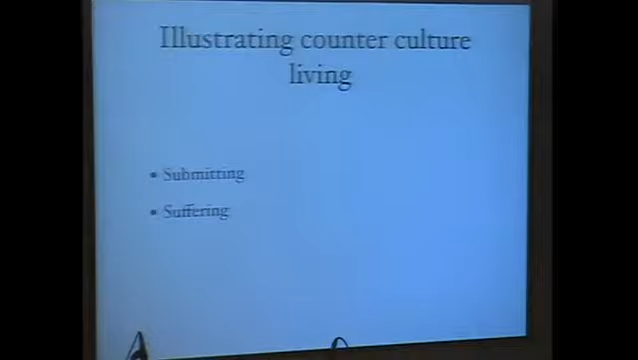 Illustrating counter culture
living
• Submitting
• Suffering